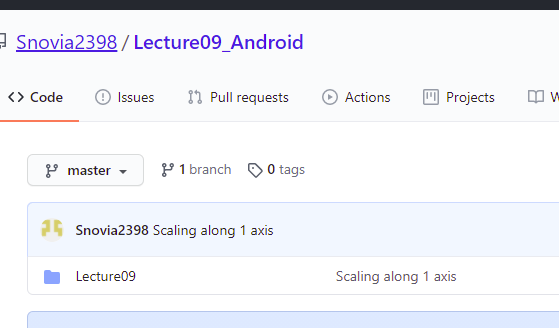 Snovia2398 / Lecture09_Android
Code Issues Pull requests Actions Projects W
master 1 branch 0 tags
Snovia2398 Scaling along 1 axis
Lecture09 Scaling along 1 axis